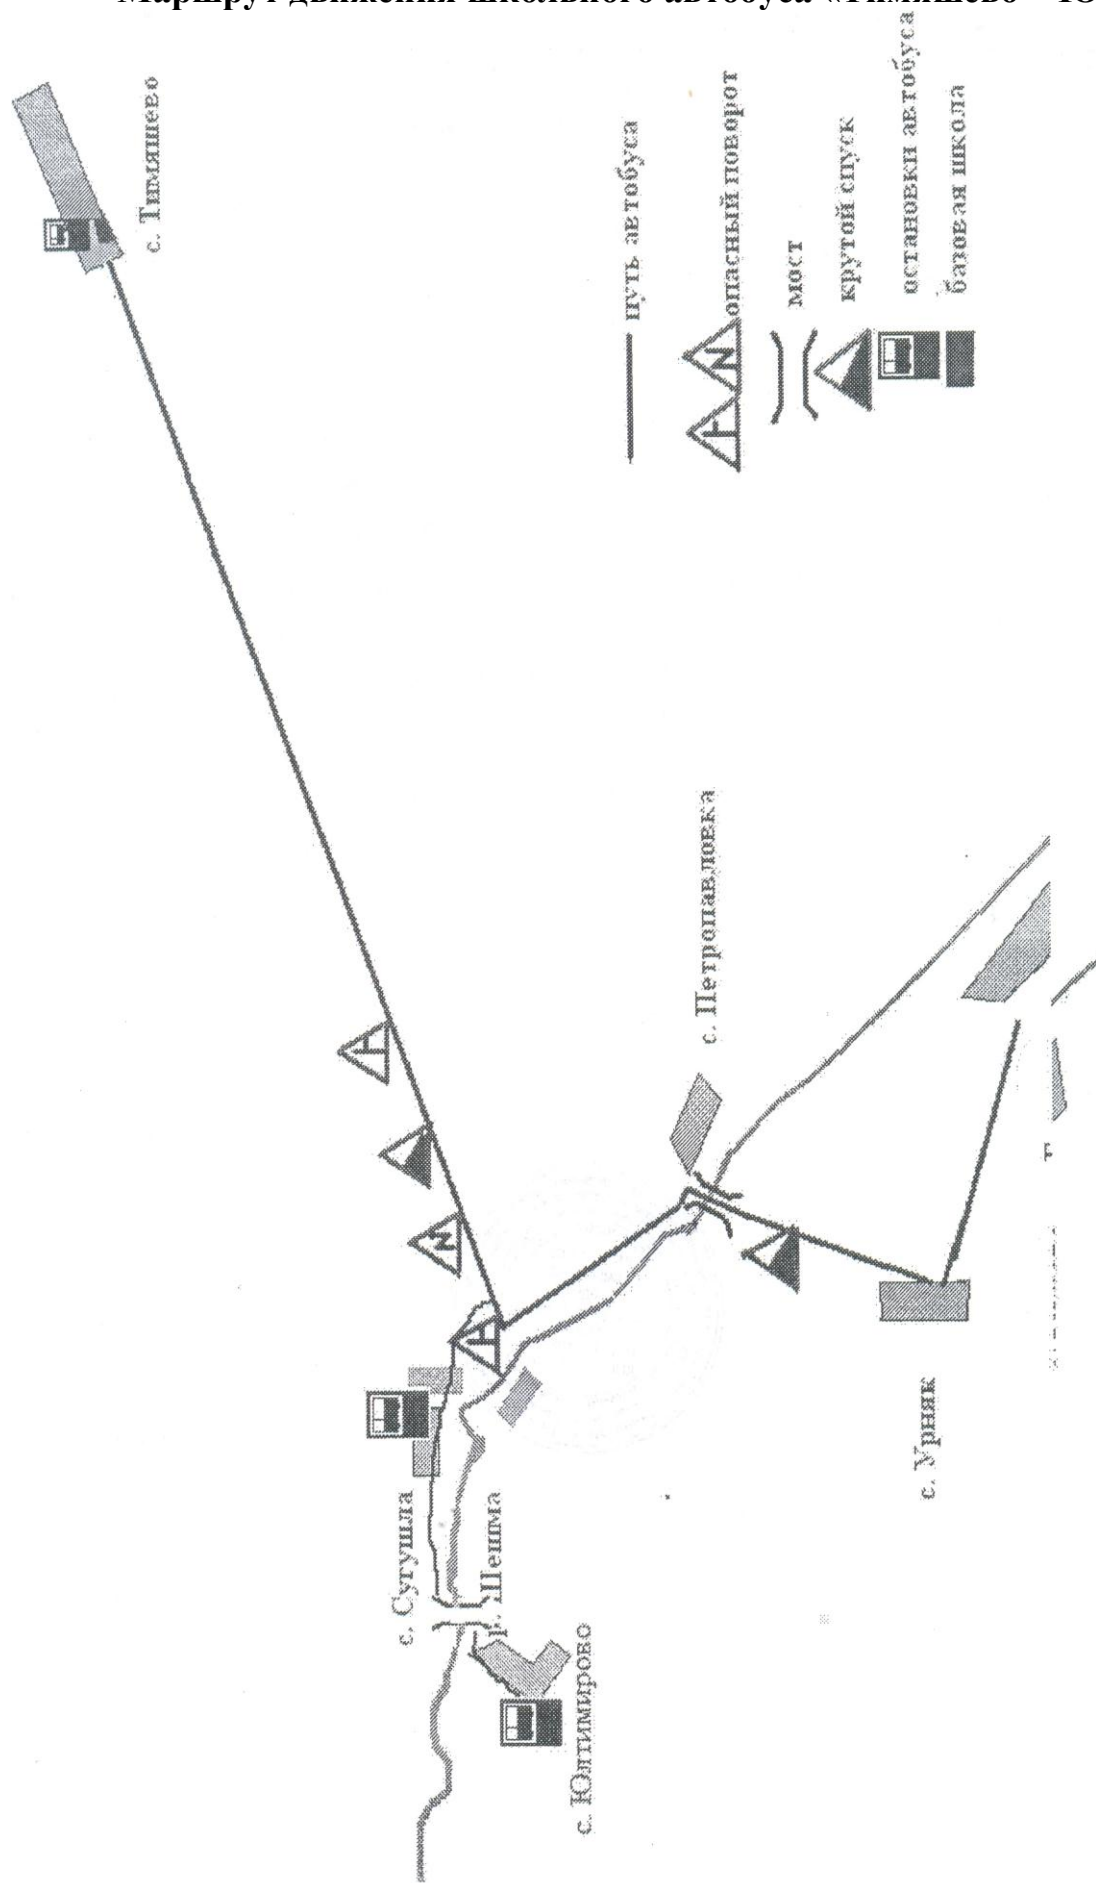 Маршрут движения школьного автобуса «Тимяшево – Ю
с. Тимяшево
путь автобуса
опасный поворот
мост
крутой спуск
остановки автобуса
базовая школа
с. Петропавловка
с. Сугушла
р. Шешма
с. Юлтимирово
с. Урняк